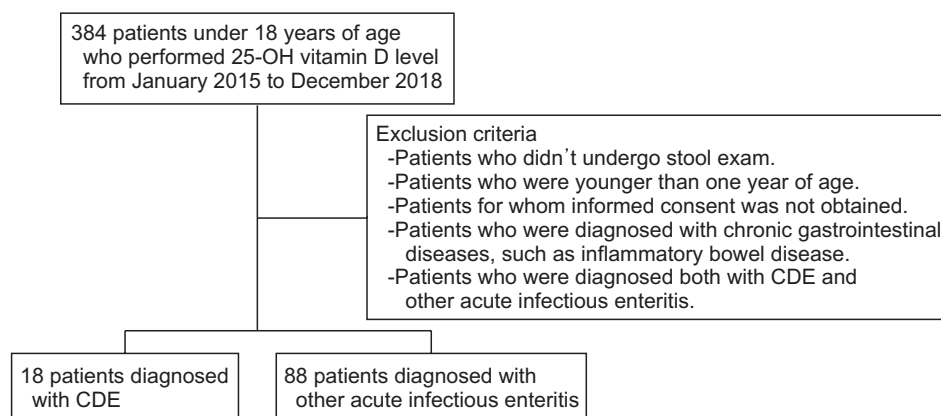 384 patients under 18 years of age
who performed 25-OH vitamin D level
from January 2015 to December 2018
Exclusion criteria
-Patients who didn't undergo stool exam.
-Patients who were younger than one year of age.
-Patients for whom informed consent was not obtained.
-Patients who were diagnosed with chronic gastrointestinal
diseases, such as inflammatory bowel disease.
-Patients who were diagnosed both with CDE and
other acute infectious enteritis.
18 patients diagnosed
with CDE
88 patients diagnosed with
other acute infectious enteritis